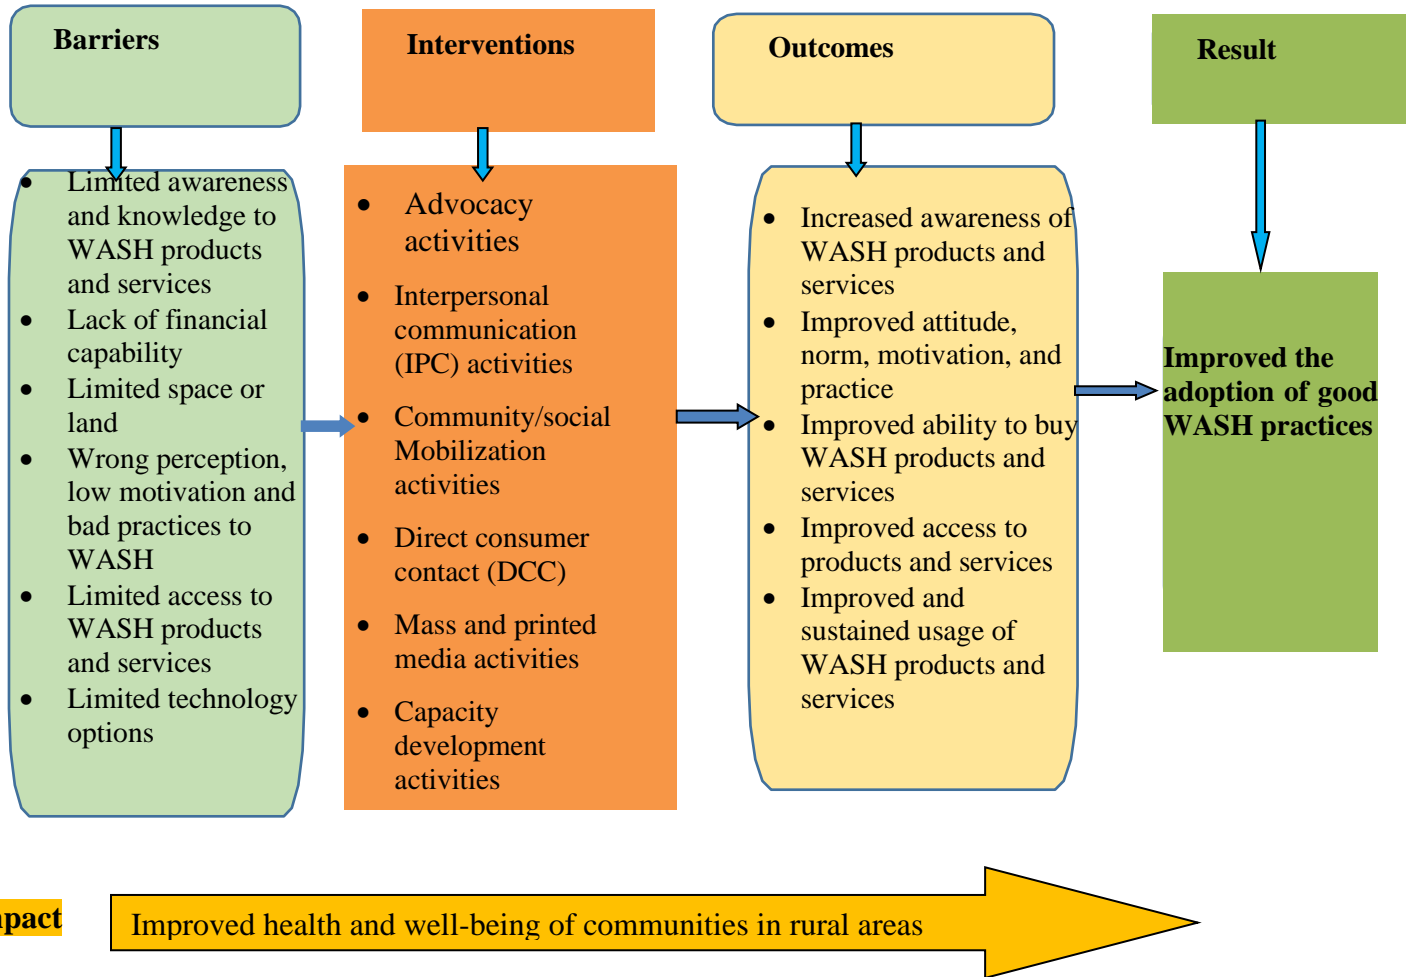 Barriers
Interventions
Outcomes
Result
• Limited awareness
and knowledge to
WASH products
and services
• Lack of financial
capability
• Limited space or
land
• Wrong perception,
low motivation and
bad practices to
WASH
• Limited access to
WASH products
and services
• Limited technology
options
• Advocacy
activities
• Interpersonal
communication
(IPC) activities
• Community/social
Mobilization
activities
• Direct consumer
contact (DCC)
• Mass and printed
media activities
• Capacity
development
activities
• Increased awareness of
WASH products and
services
• Improved attitude,
norm, motivation, and
practice
• Improved ability to buy
WASH products and
services
• Improved access to
products and services
• Improved and
sustained usage of
WASH products and
services
Improved the
adoption of good
WASH practices
npact
Improved health and well-being of communities in rural areas